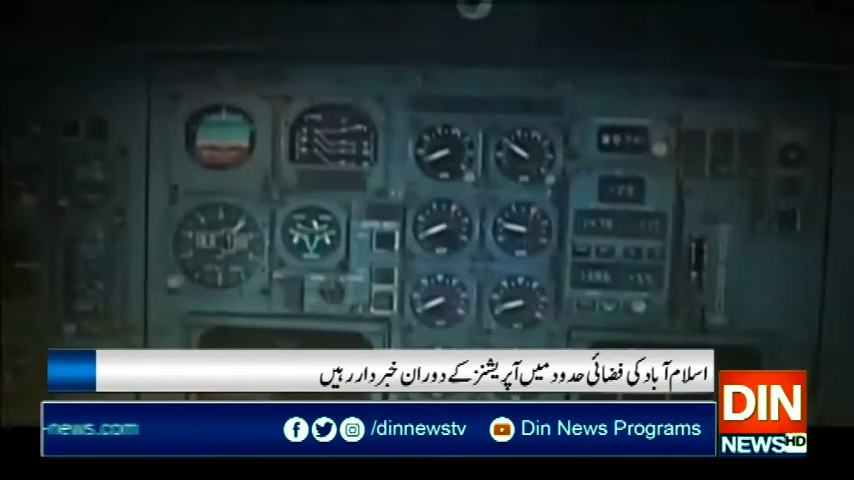 اسلام آباد کی فضائی حدود میں آپریشنز کے دوران خبردار رہیں
-news.com
/dinnewstv
Din News Programs
DIN
NEWS HD